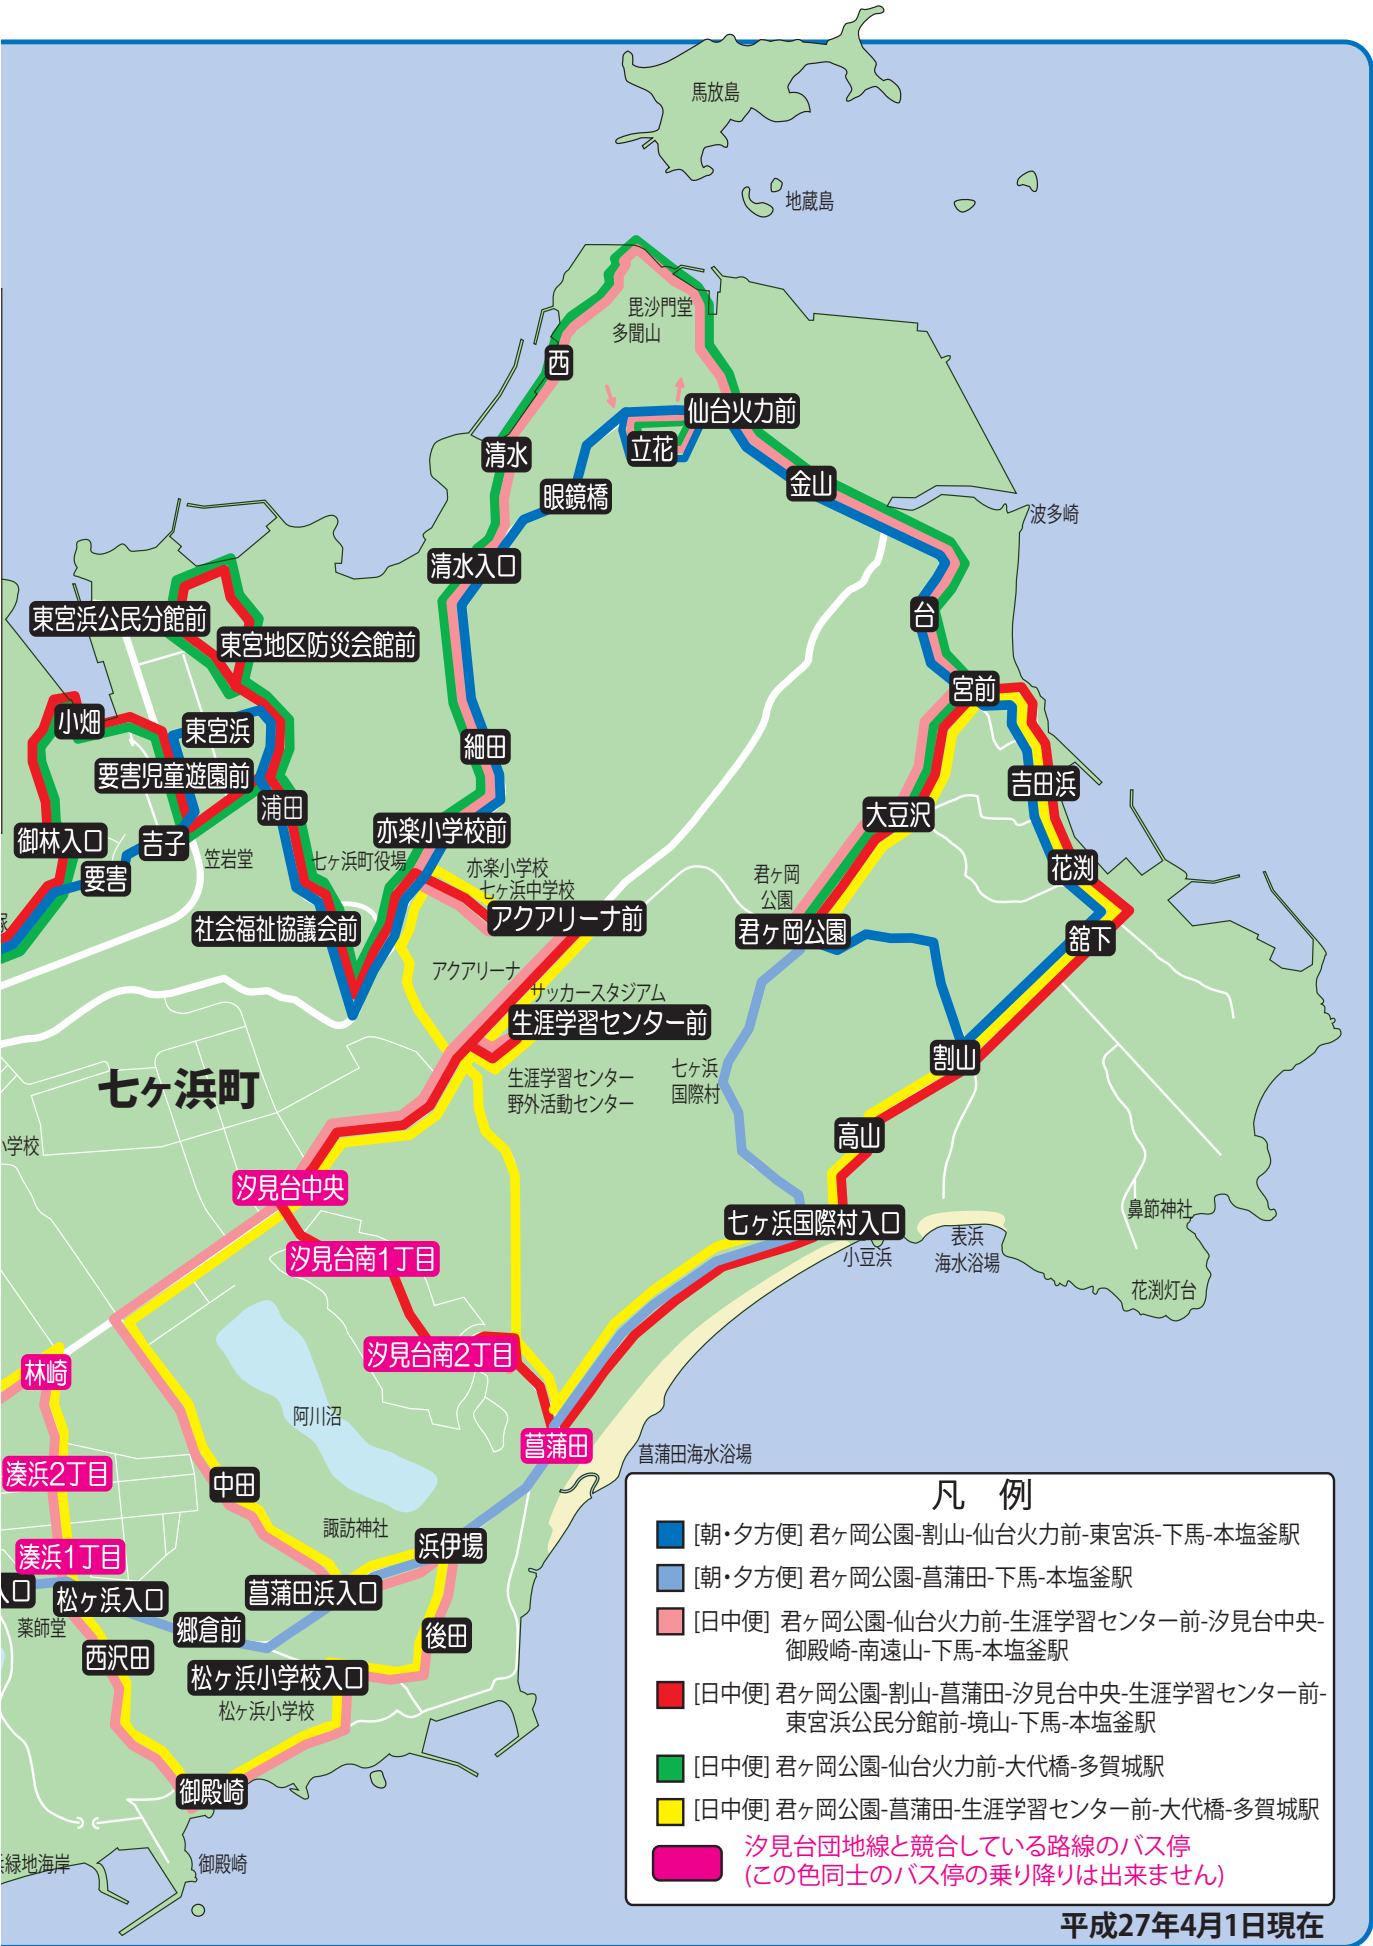 馬放島
地蔵島
毘沙門堂
多聞山
西
仙台火力前
立花
清水
眼鏡橋
金山
波多崎
清水入口
台
東宮浜公民分館前
東宮地区防災会館前
宮前
小畑
東宮浜
細田
要害児童遊園前
吉田浜
浦田
大豆沢
御林入口
吉子
亦楽小学校前
笠岩堂
七ヶ浜町役場
亦楽小学校
七ヶ浜中学校
要害
君ヶ岡
公園
花渕
アクアリーナ前
社会福祉協議会前
君ヶ岡公園
舘下
アクアリーナ
サッカースタジアム
生涯学習センター前
割山
七ヶ浜町
生涯学習センター
野外活動センター
七ヶ浜
国際村
高山
小学校
汐見台中央
鼻節神社
七ヶ浜国際村入口
小豆浜
表浜
海水浴場
汐見台南1丁目
花渕灯台
汐見台南2丁目
林崎
阿川沼
菖蒲田
菖蒲田海水浴場
湊浜2丁目
中田
諏訪神社
浜伊場
湊浜1丁目
入口
松ヶ浜入口
菖蒲田浜入口
薬師堂
郷倉前
後田
西沢田
松ヶ浜小学校入口
松ヶ浜小学校
御殿崎
緑地海岸
御殿崎
凡　例
[朝・夕方便] 君ヶ岡公園-割山-仙台火力前-東宮浜-下馬-本塩釜駅
[朝・夕方便] 君ヶ岡公園-菖蒲田-下馬-本塩釜駅
[日中便] 君ヶ岡公園-仙台火力前-生涯学習センター前-汐見台中央-
御殿崎-南遠山-下馬-本塩釜駅
[日中便] 君ヶ岡公園-割山-菖蒲田-汐見台中央-生涯学習センター前-
東宮浜公民分館前-境山-下馬-本塩釜駅
[日中便] 君ヶ岡公園-仙台火力前-大代橋-多賀城駅
[日中便] 君ヶ岡公園-菖蒲田-生涯学習センター前-大代橋-多賀城駅
汐見台団地線と競合している路線のバス停
(この色同士のバス停の乗り降りは出来ません)
平成27年4月1日現在